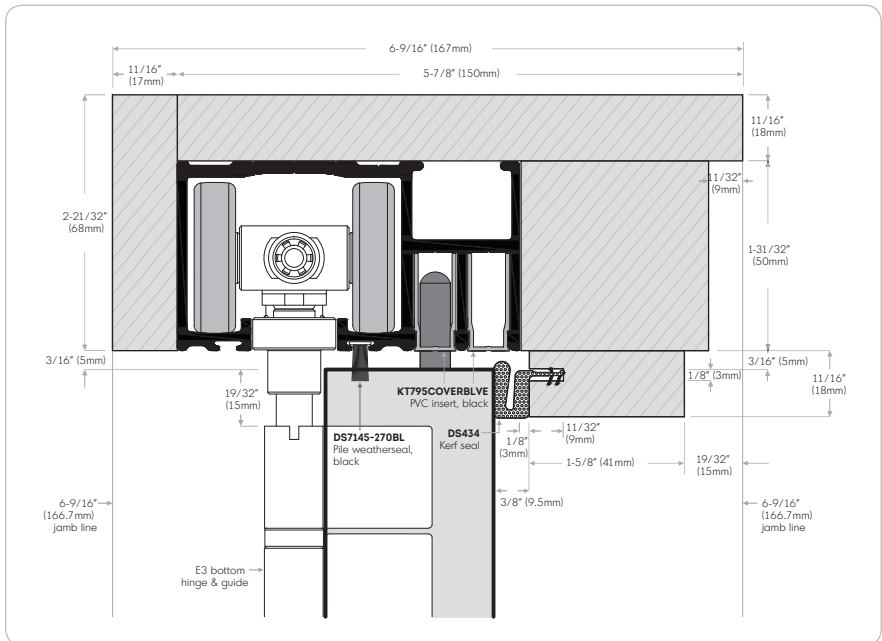 6-9/16” (167mm)
11/16”
(17mm)
5-7/8” (150mm)
11/16”
(18mm)
11/32”
(9mm)
2-21/32”
(68mm)
1-31/32”
(50mm)
3/16” (5mm)
3/16” (5mm)
1/8” (3mm)
11/16”
(18mm)
19/32”
(15mm)
KT795COVERBLVE
PVC insert, black
DS7145-270BL
Pile weatherseal,
black
DS434
Kerf seal
1/8”
(3mm)
11/32”
(9mm)
1-5/8” (41mm)
19/32”
(15mm)
3/8” (9.5mm)
6-9/16”
(166.7mm)
jamb line
6-9/16”
(166.7mm)
jamb line
E3 bottom
hinge & guide